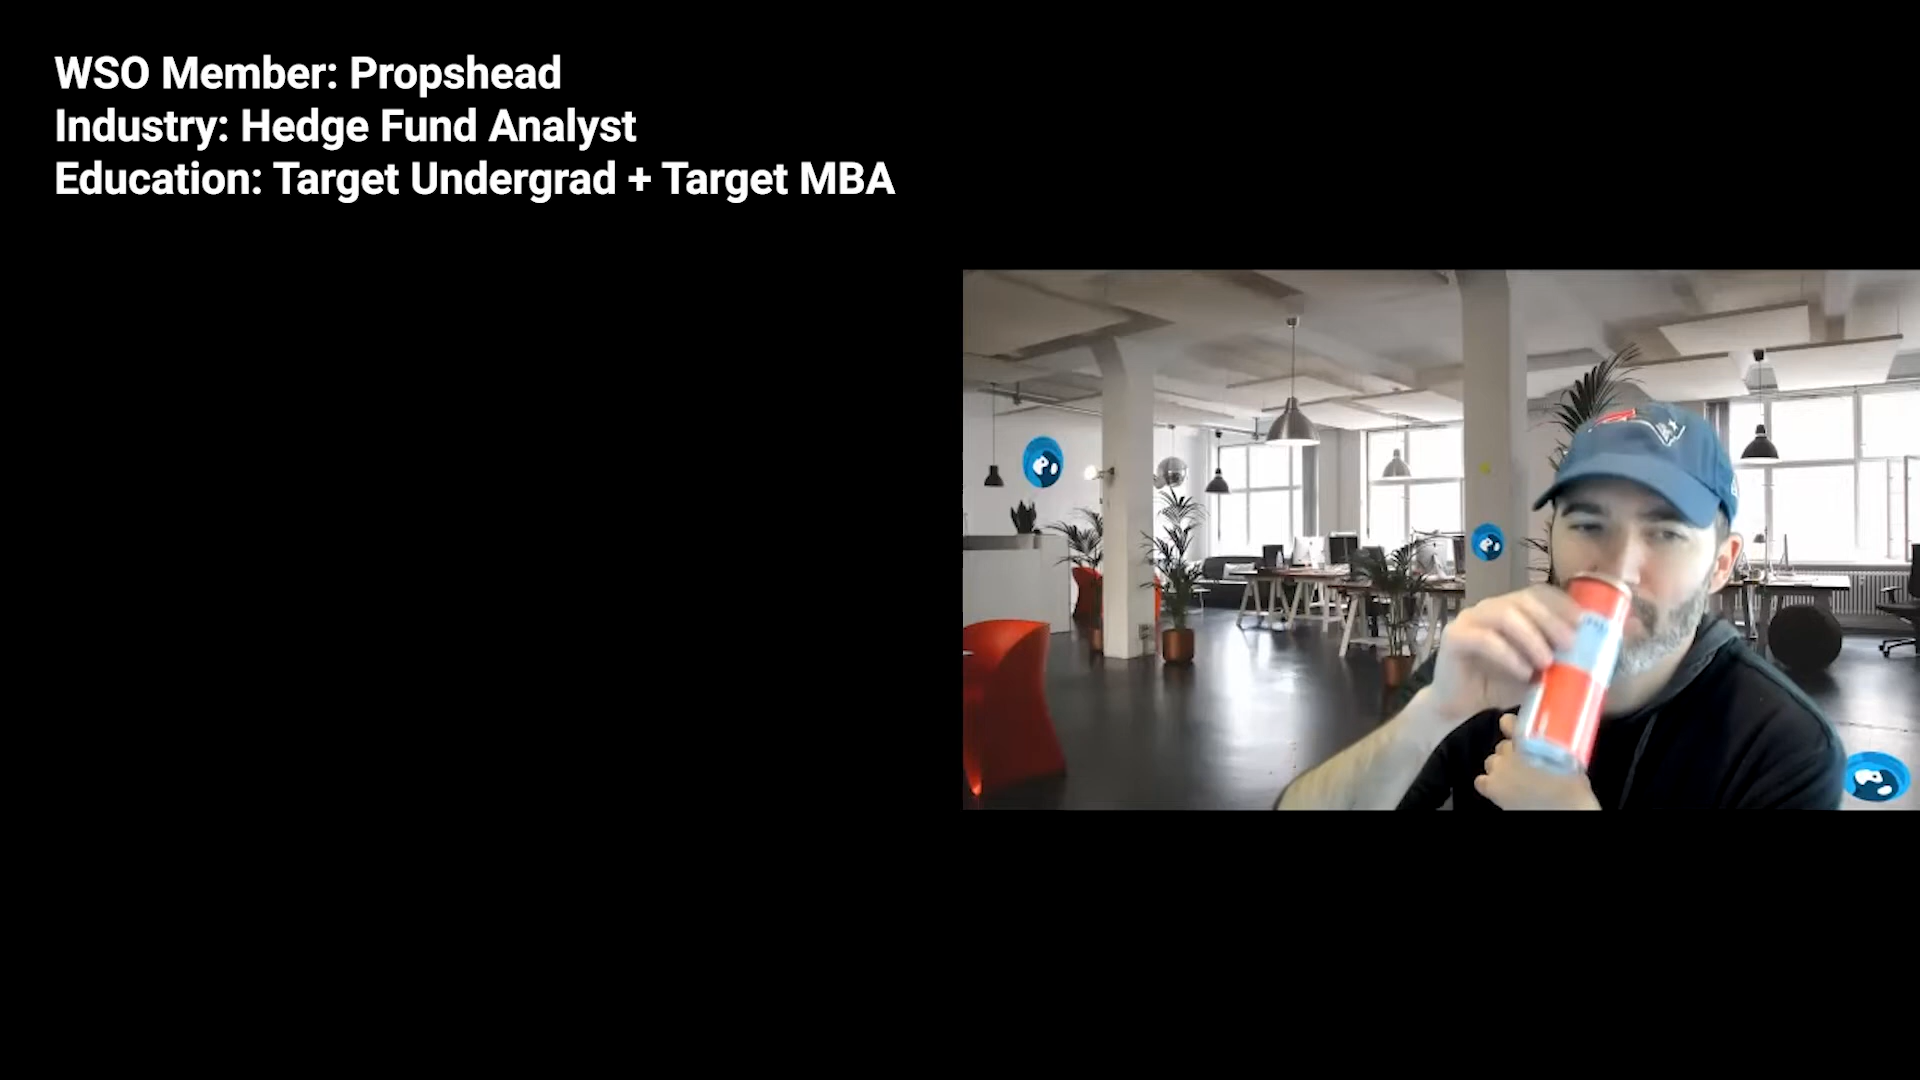 WSO Member: Propshead
Industry: Hedge Fund Analyst
Education: Target Undergrad + Target MBA